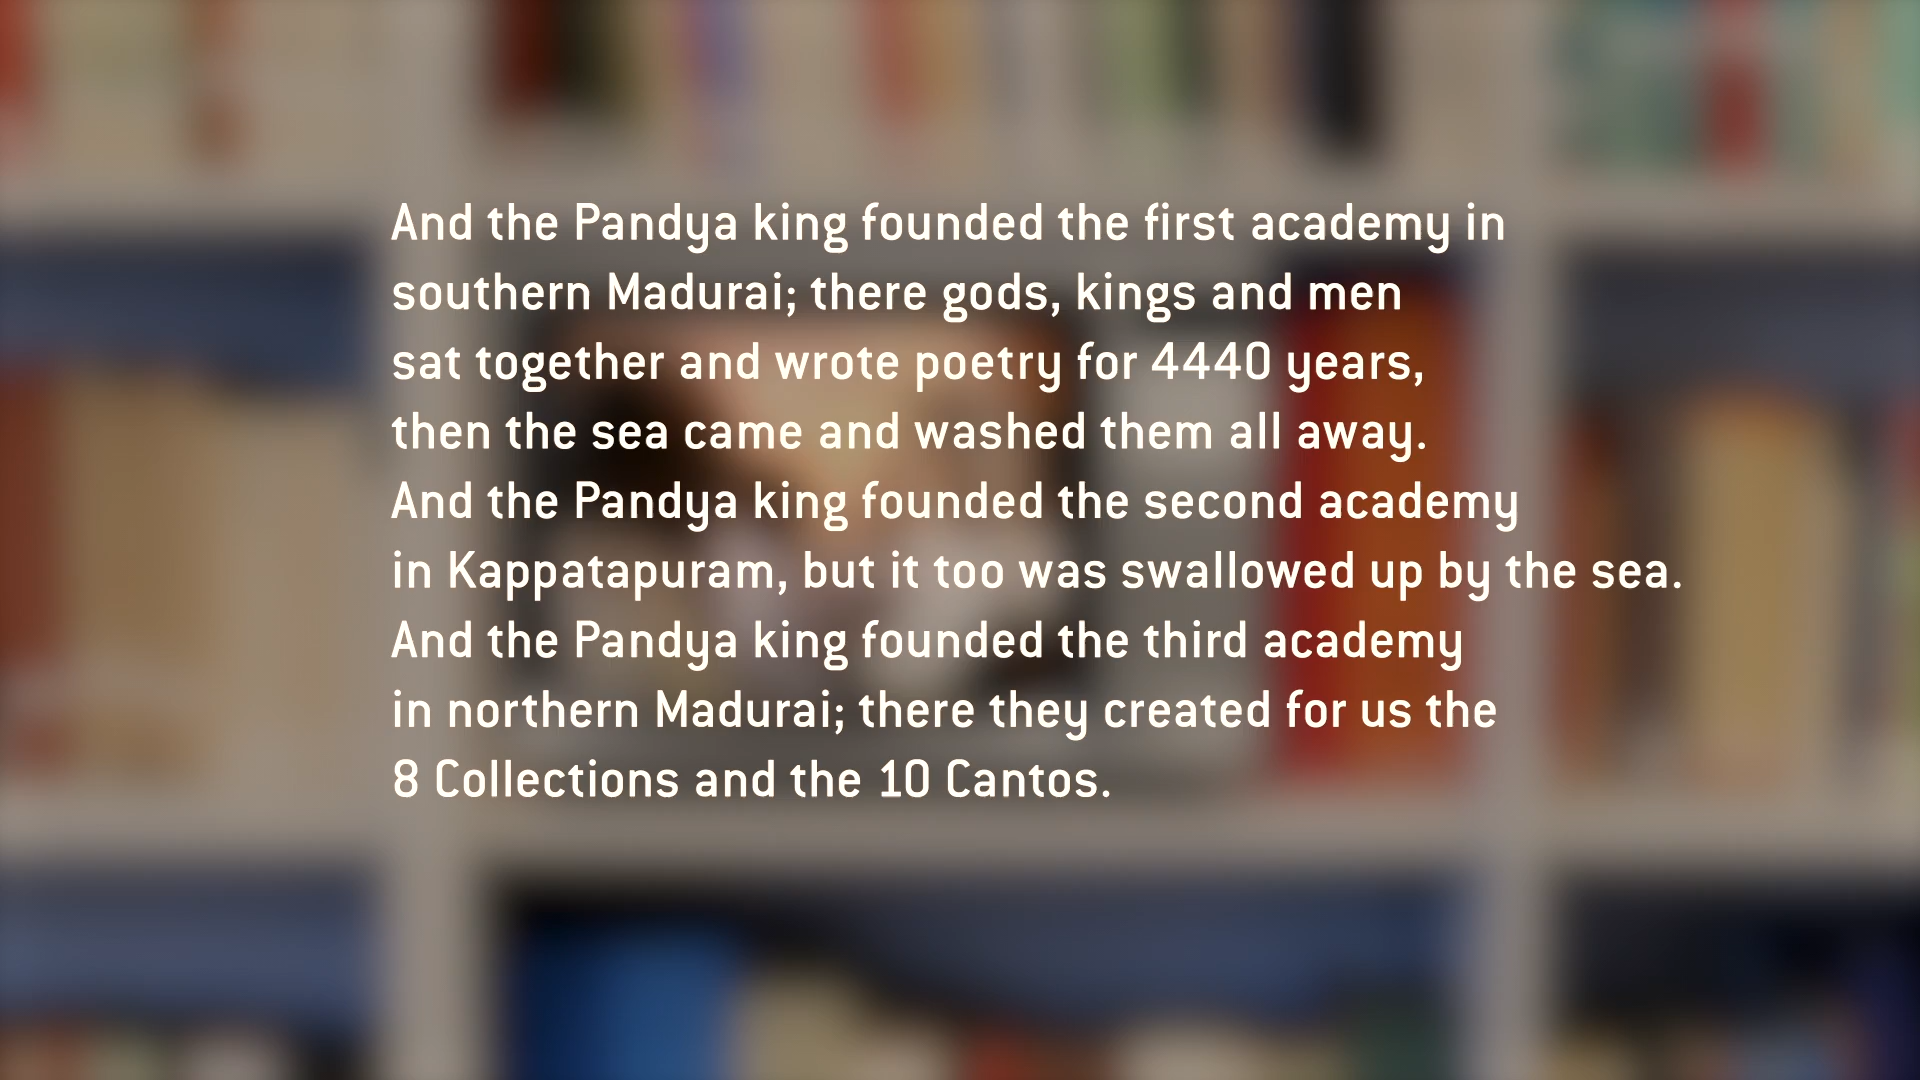 And the Pandya king founded the first academy in
southern Madurai; there gods, kings and men
sat together and wrote poetry for 4440 years,
then the sea came and washed them all away.
And the Pandya king founded the second academy
in Kappatapuram, but it too was swallowed up by the sea.
And the Pandya king founded the third academy
in northern Madurai; there they created for us the
8 Collections and the 10 Cantos.